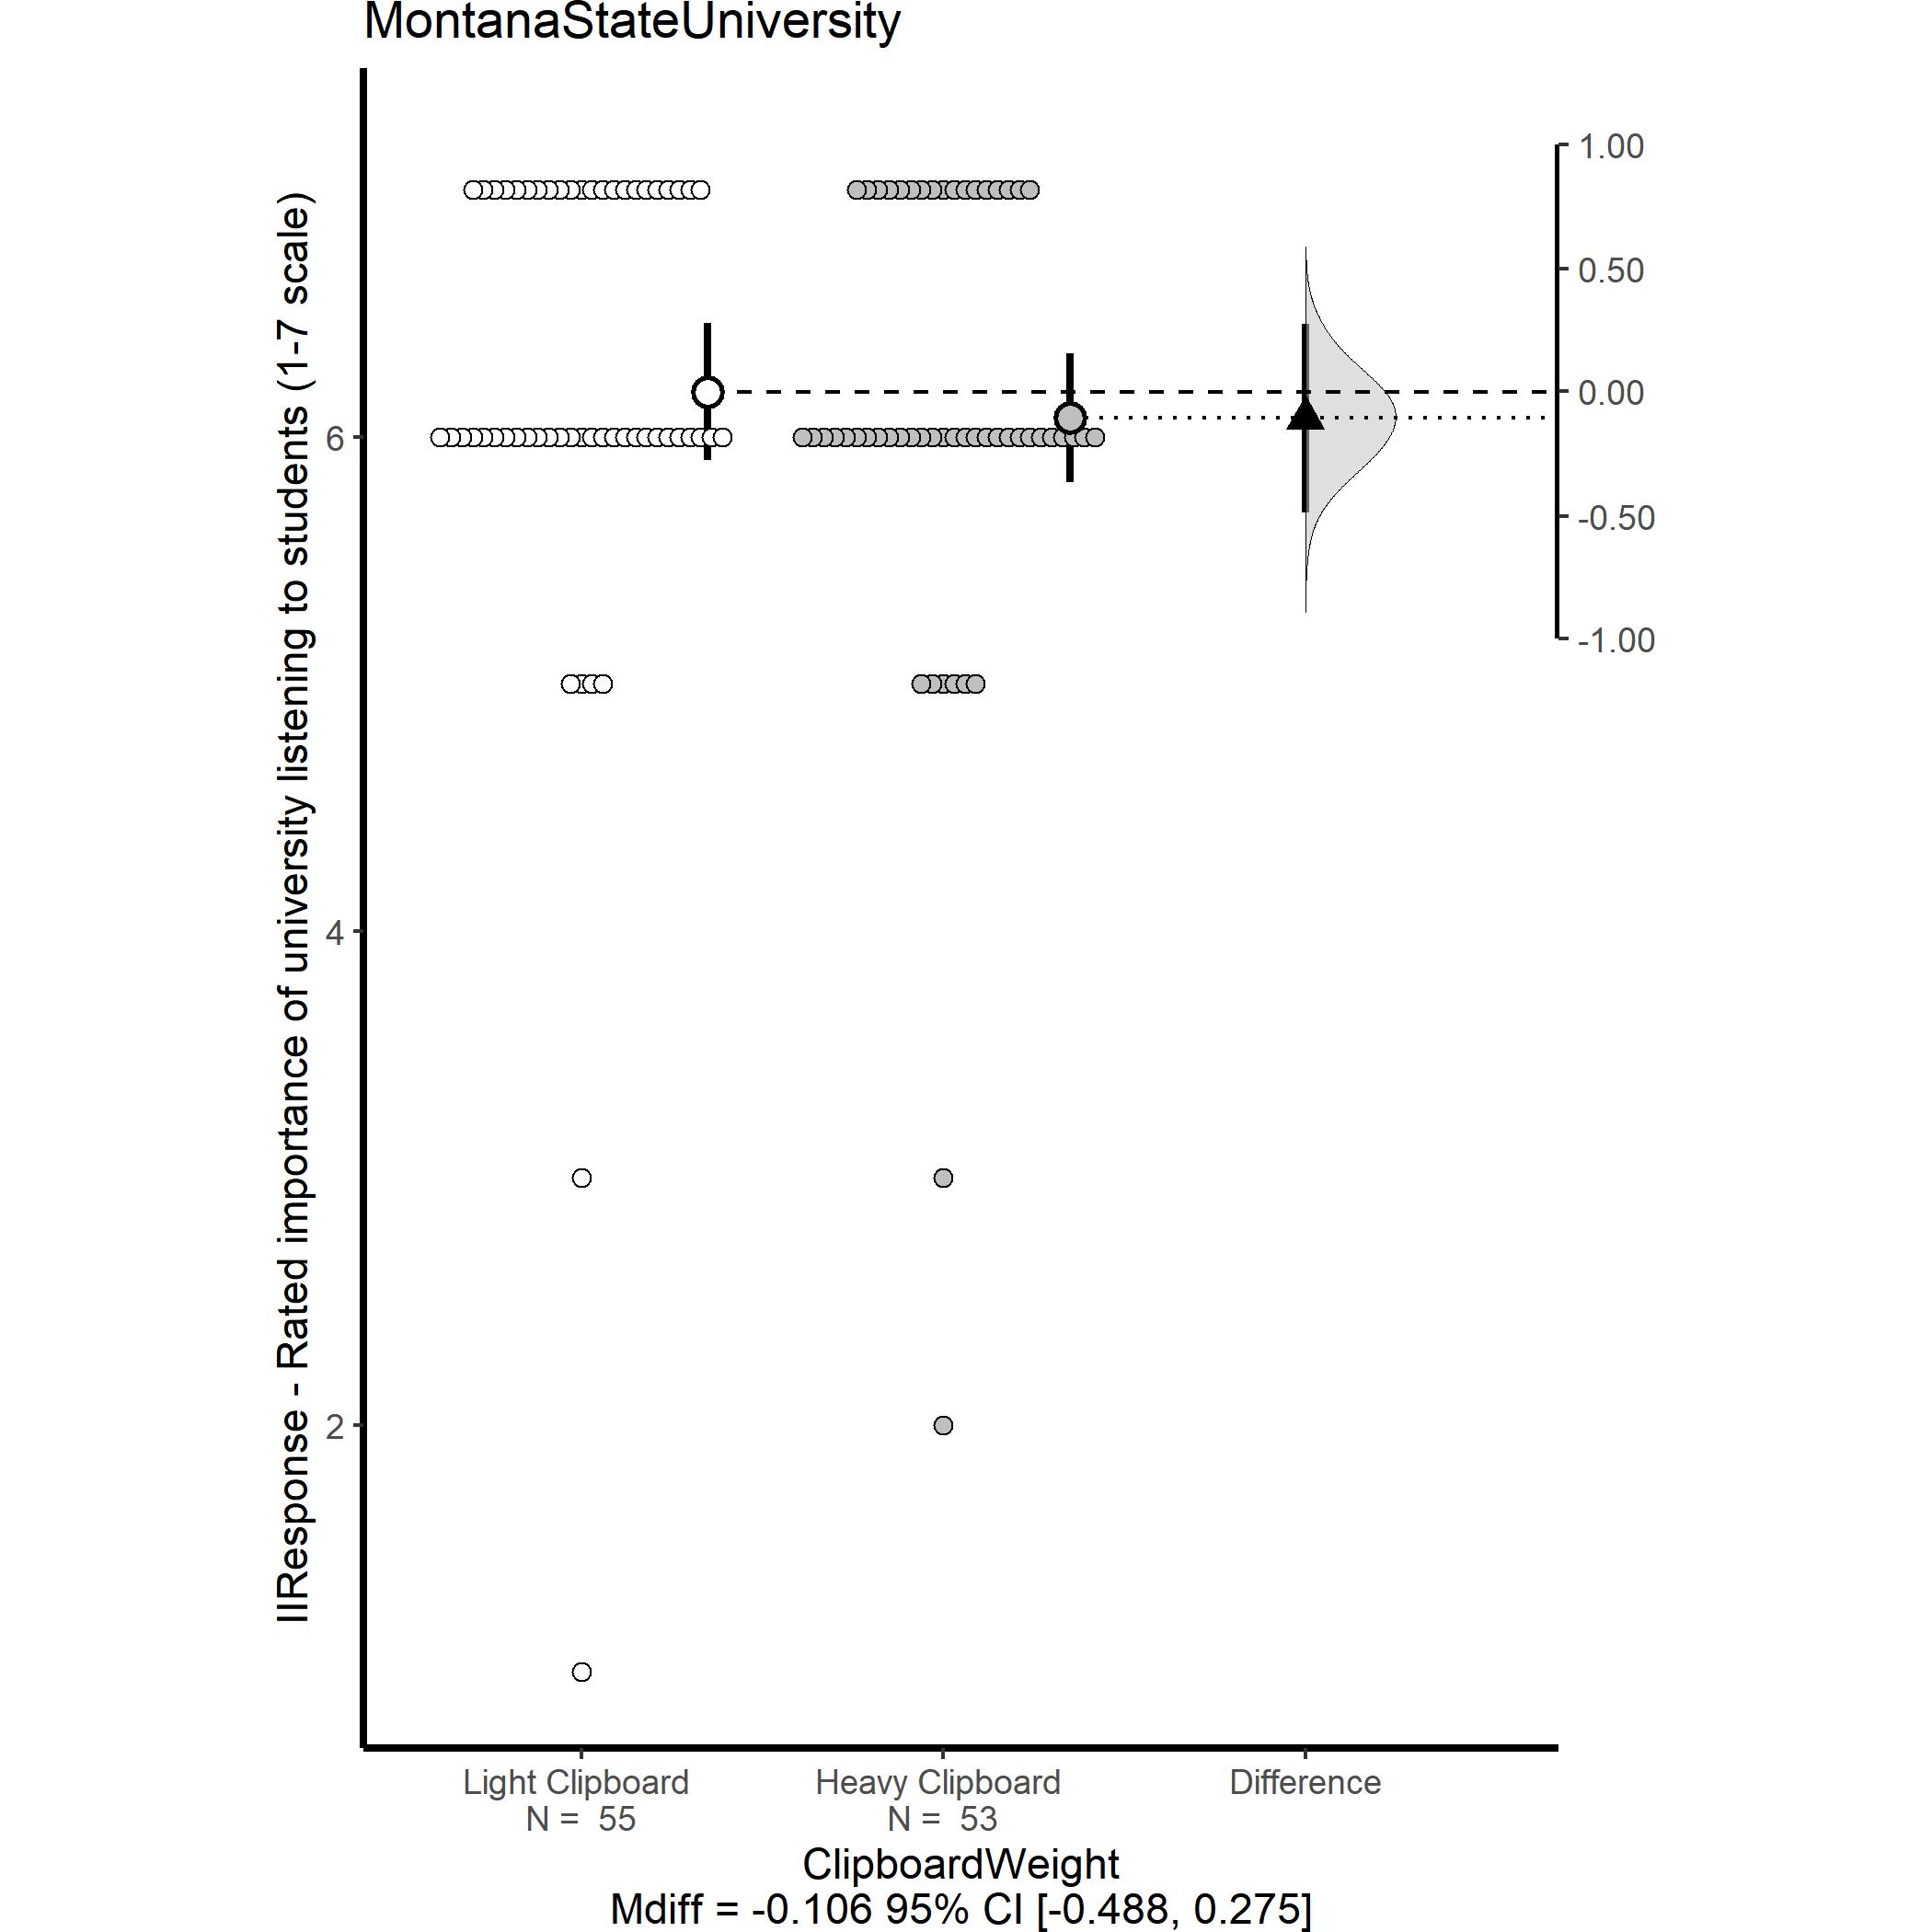 MontanaStateUniversity
IIResponse - Rated importance of university listening to students (1-7 scale)
6
4
2
1.00
0.50
0.00
-0.50
-1.00
Light Clipboard
N = 55
Heavy Clipboard
N = 53
Difference
ClipboardWeight
Mdiff = -0.106 95% CI [-0.488, 0.275]